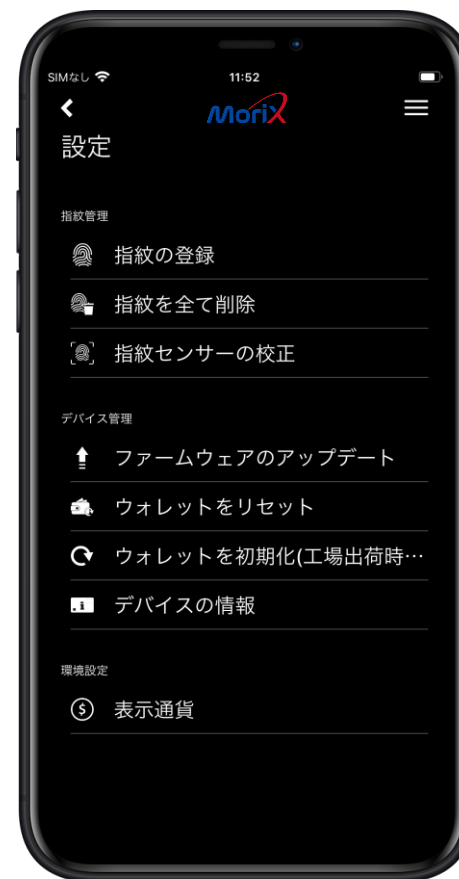 SIMなし
11:52
MoriX
設定
指紋管理
指紋の登録
指紋を全て削除
指紋センサーの校正
デバイス管理
ファームウェアのアップデート
ウォレットをリセット
ウォレットを初期化(工場出荷時…
デバイスの情報
環境設定
表示通貨